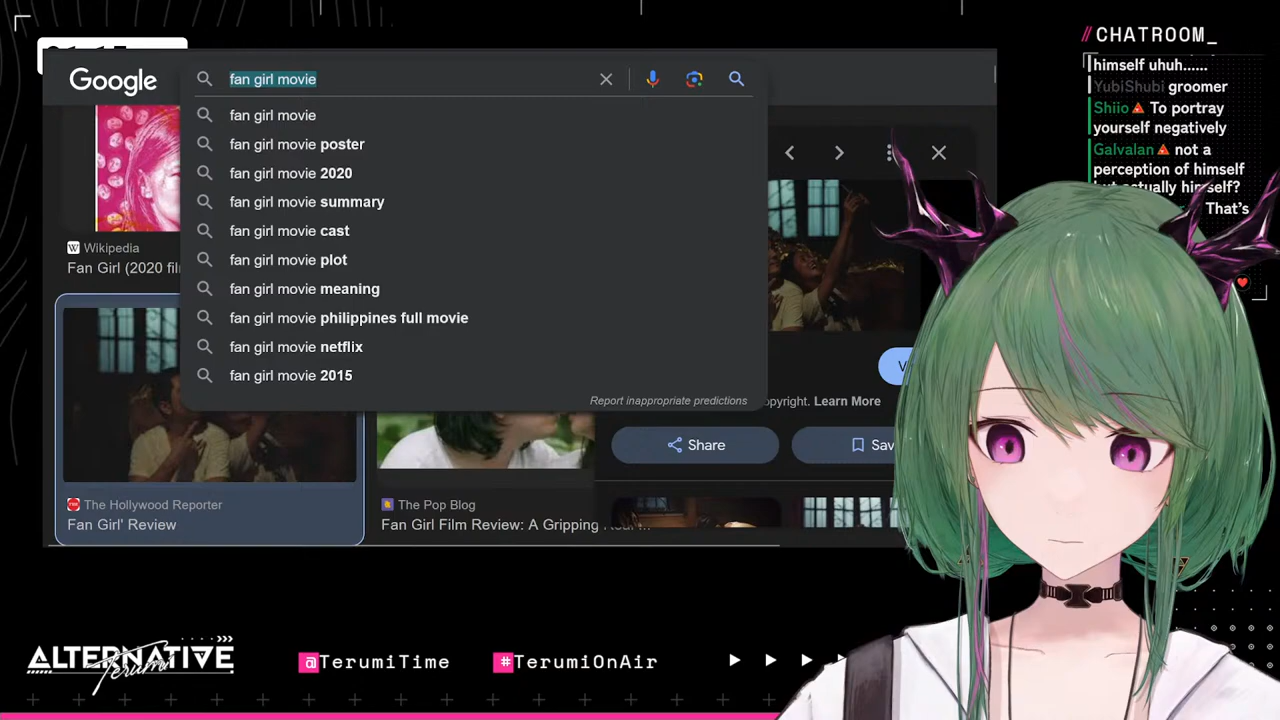 Google
fan girl movie
fan girl movie
fan girl movie poster
fan girl movie 2020
fan girl movie summary
fan girl movie cast
fan girl movie plot
fan girl movie meaning
fan girl movie philippines full movie
fan girl movie netflix
fan girl movie 2015
Report inappropriate predictions
Wikipedia
Fan Girl (2020 fil
The Hollywood Reporter
Fan Girl' Review
The Pop Blog
Fan Girl Film Review: A Gripping
opyright. Learn More
Share
Sav
//CHATROOM_
himself uhuh......
YubiShubi groomer
Shiio To portray
yourself negatively
Galvalan not a
perception of himself
but actually himself?
That's
ALTERNATIVE
Terumi
@TerumiTime
#TerumiOnAir